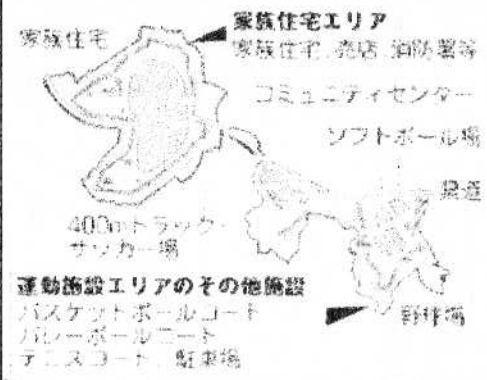 家族住宅
家族住宅エリア
家族住宅、売店、消防署等
コミュニティセンター
ソフトボール場
県道
400mトラック・
サッカー場
運動施設エリアのその他施設
バスケットボールコート
バレーボールコート
テニスコート、駐車場
野球場